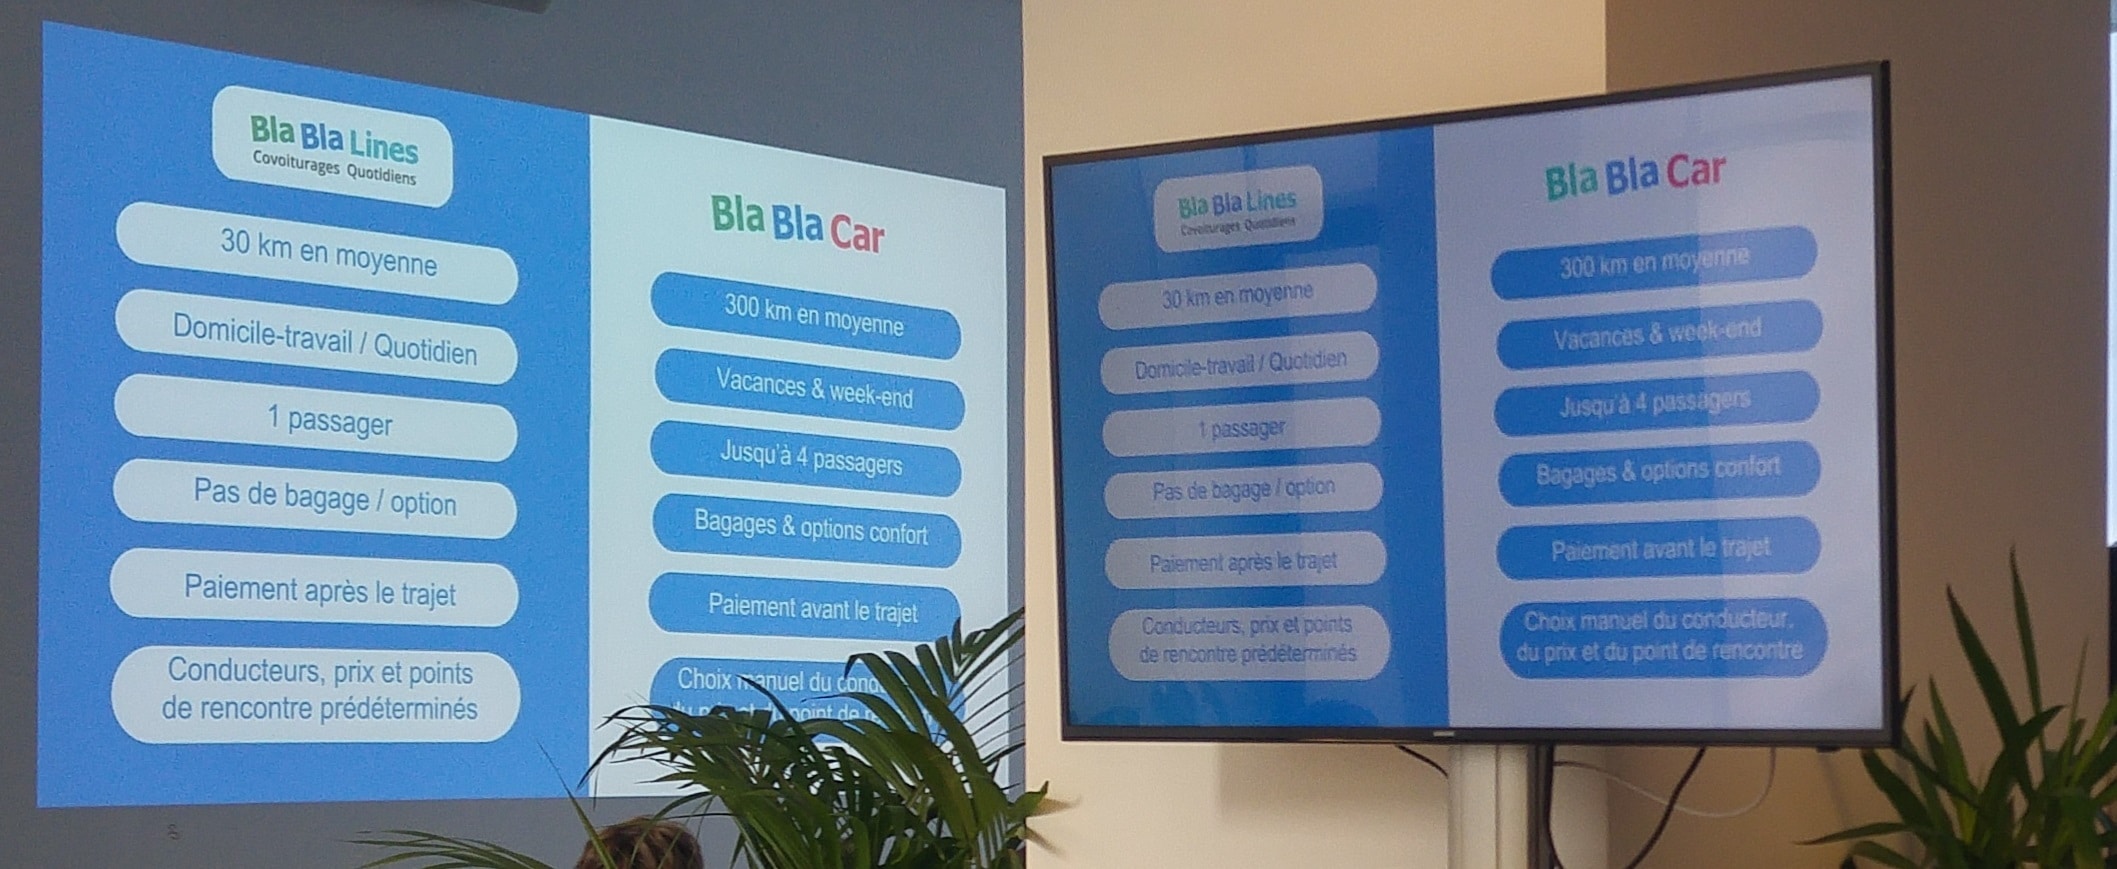 Bla Bla Lines
Covoiturages Quotidiens
30 km en moyenne
Domicile-travail / Quotidien
1 passager
Pas de bagage / option
Paiement après le trajet
Conducteurs, prix et points
de rencontre prédéterminés
Bla Bla Car
300 km en moyenne
Vacances & week-end
Jusqu'à 4 passagers
Bagages & options confort
Paiement avant le trajet
Choix manuel du
point de
Bla Bla Lines
Covoiturages Quotidiens
30 km en moyenne
Domicile-travail / Quotidien
1 passager
Pas de bagage / option
Paiement après le trajet
Conducteurs, prix et points
de rencontre prédéterminés
Bla Bla Car
300 km en moyenne
Vacances & week-end
Jusqu'à 4 passagers
Bagages & options confort
Paiement avant le trajet
Choix manuel du conducteur,
du prix et du point de rencontre